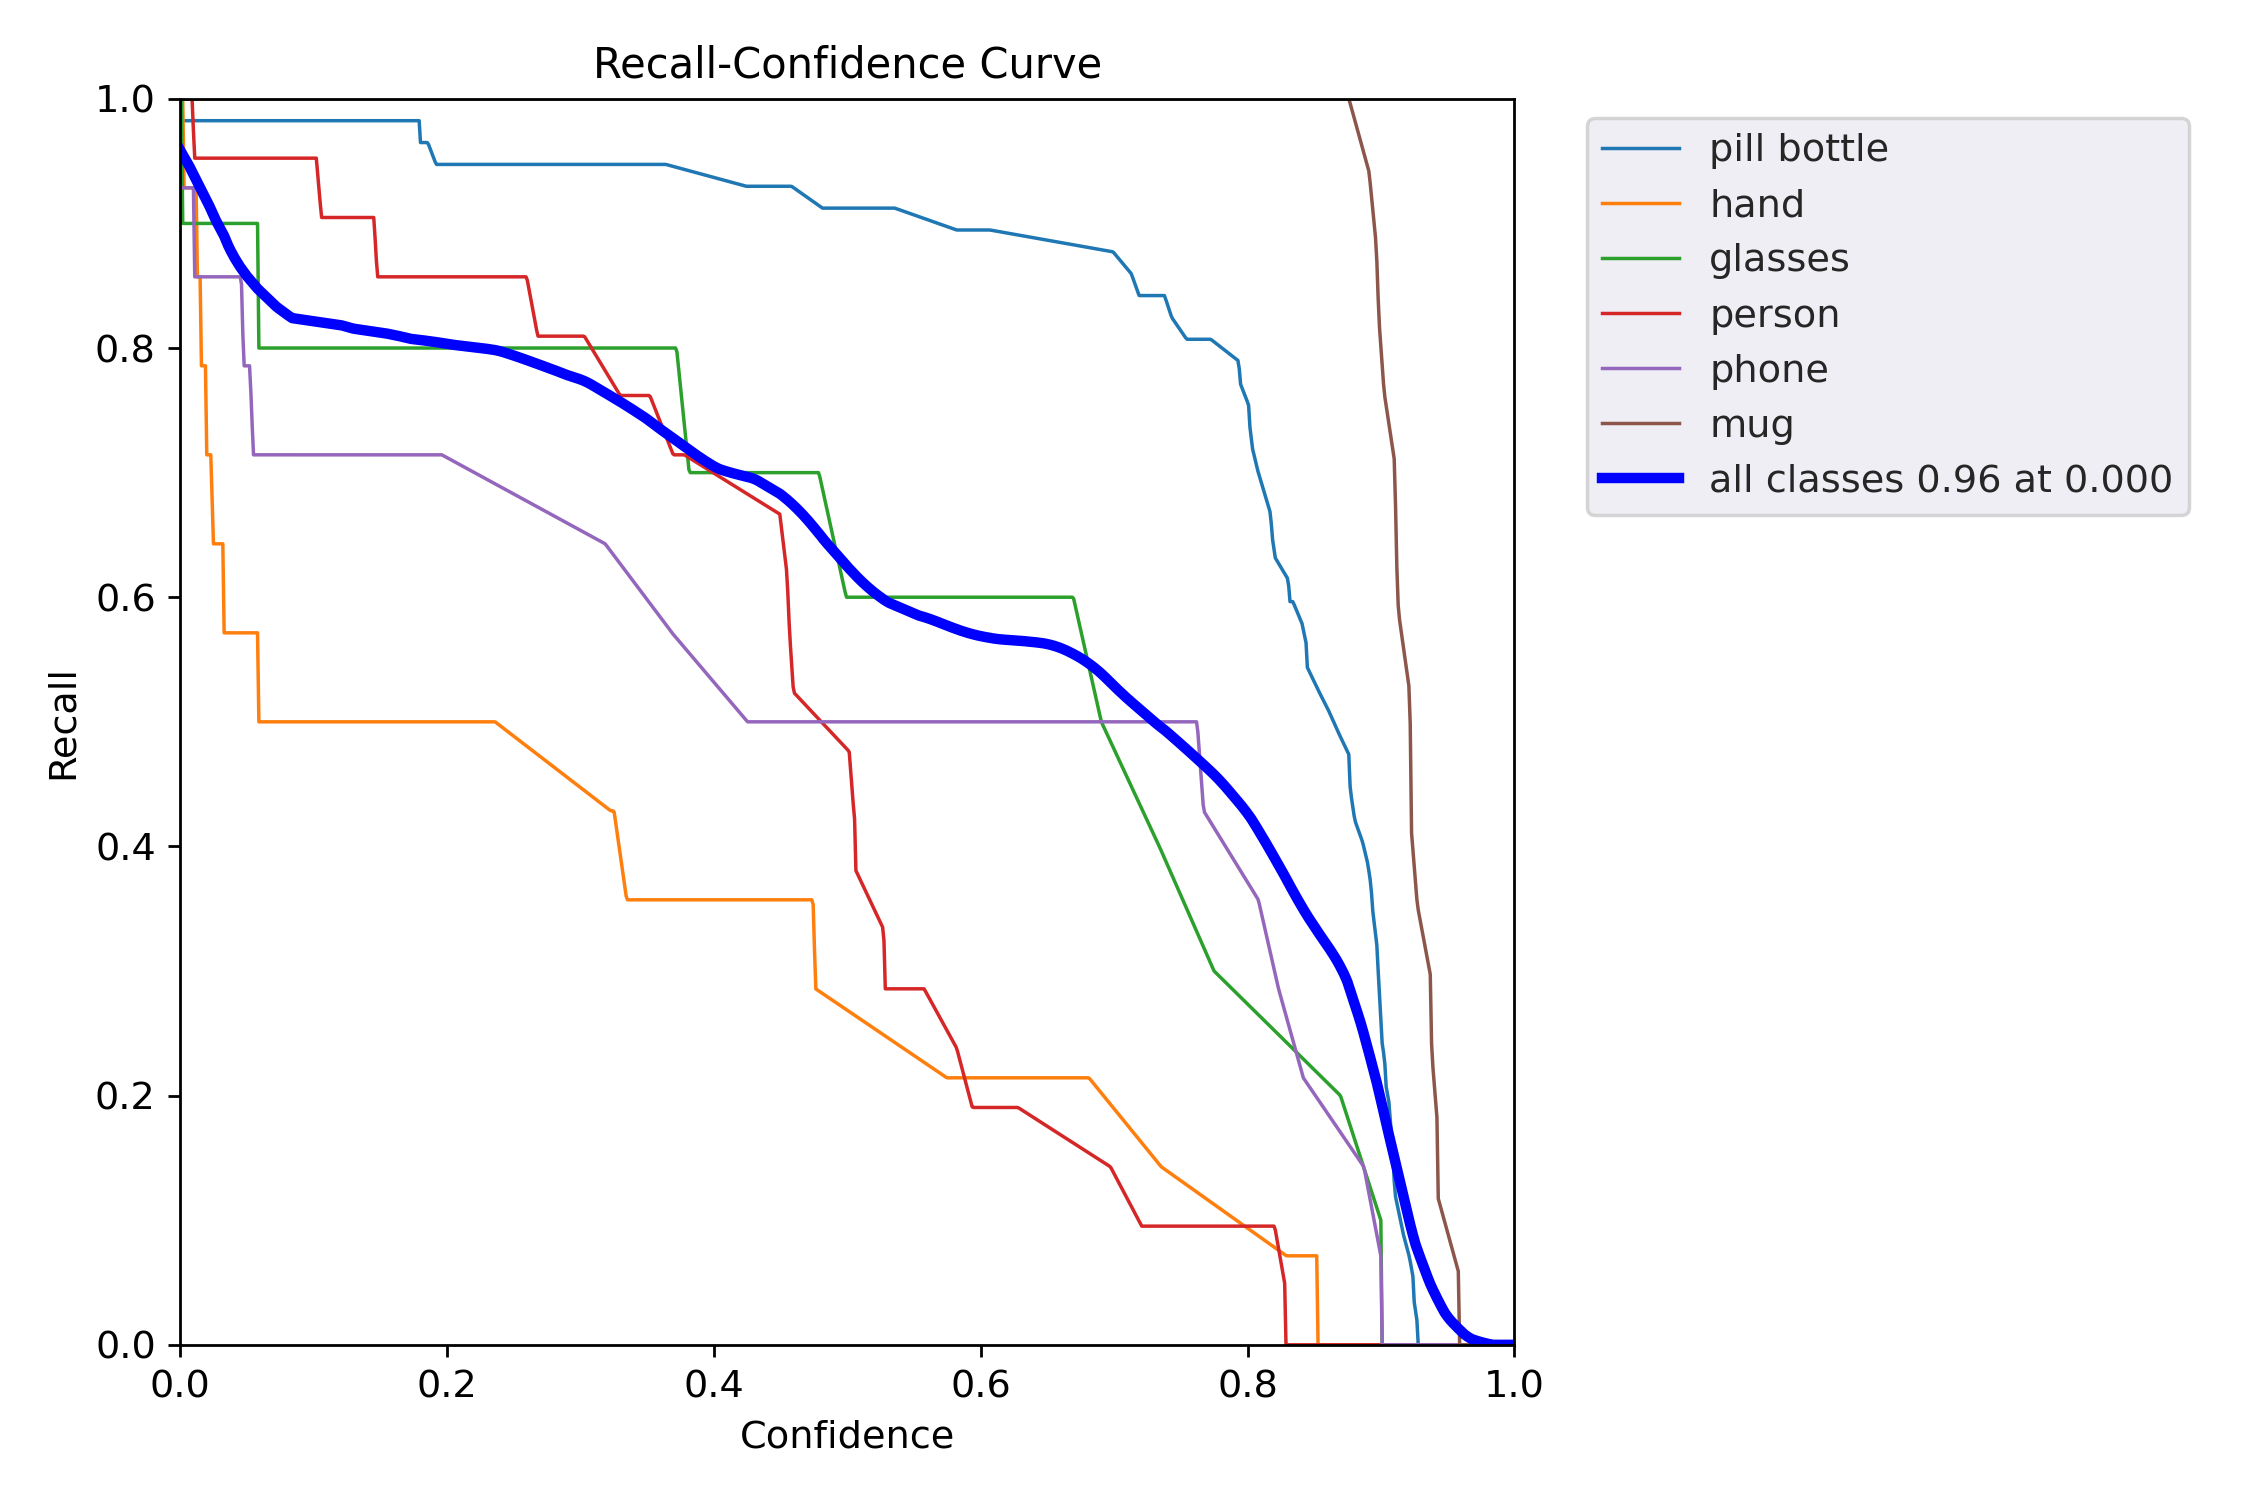 Recall-Confidence Curve
1.0
0.8
0.6
0.4
0.2
0.0
Recall
0.0 0.2 0.4 0.6 0.8 1.0
Confidence
pill bottle
hand
glasses
person
phone
mug
all classes 0.96 at 0.000